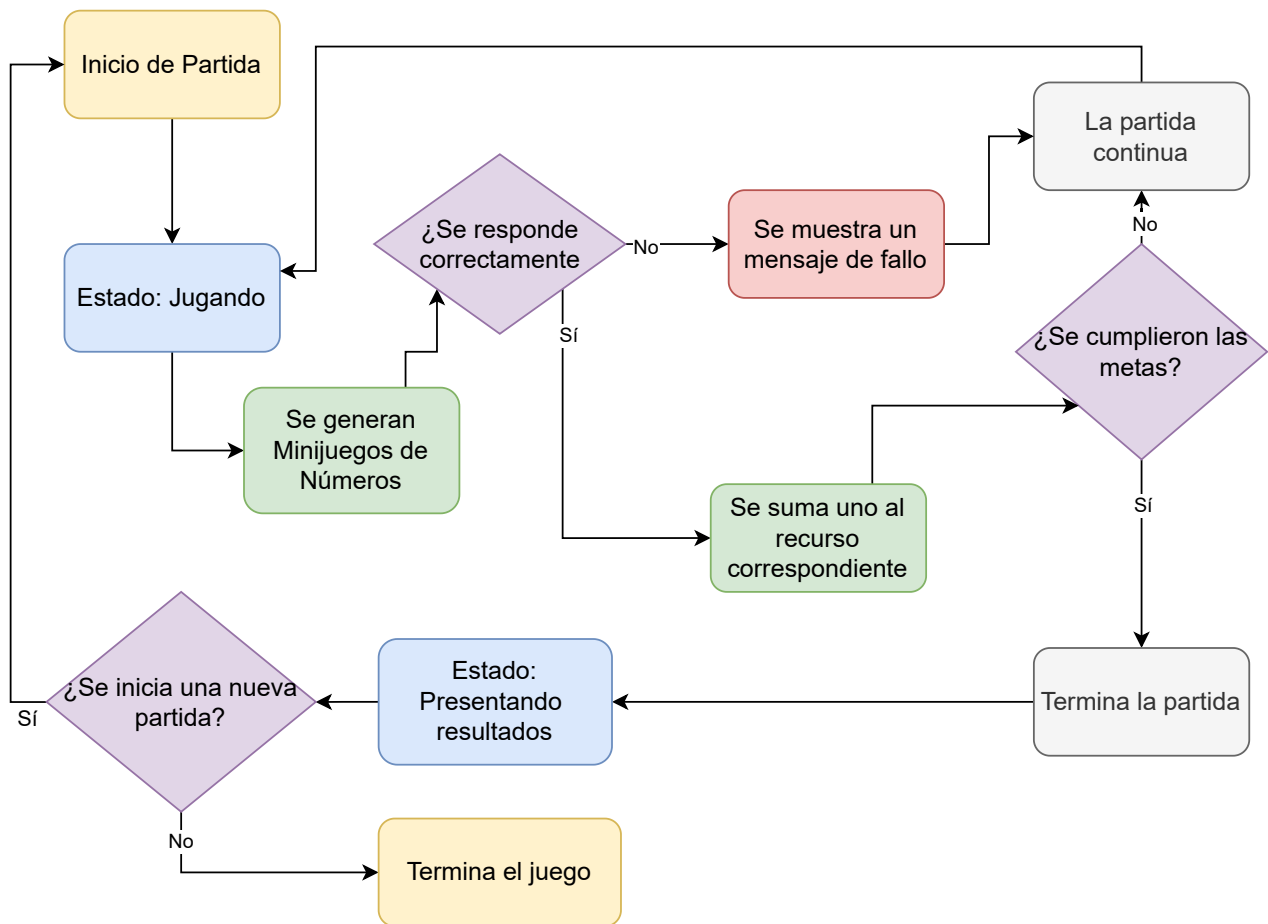 Inicio de Partida
La partida
continua
¿Se responde
correctamente
No
Se muestra un
mensaje de fallo
No
Estado: Jugando
Sí
¿Se cumplieron las
metas?
Se generan
Minijuegos de
Números
Se suma uno al
recurso
correspondiente
Sí
¿Se inicia una nueva
partida?
Sí
Estado:
Presentando
resultados
Termina la partida
No
Termina el juego